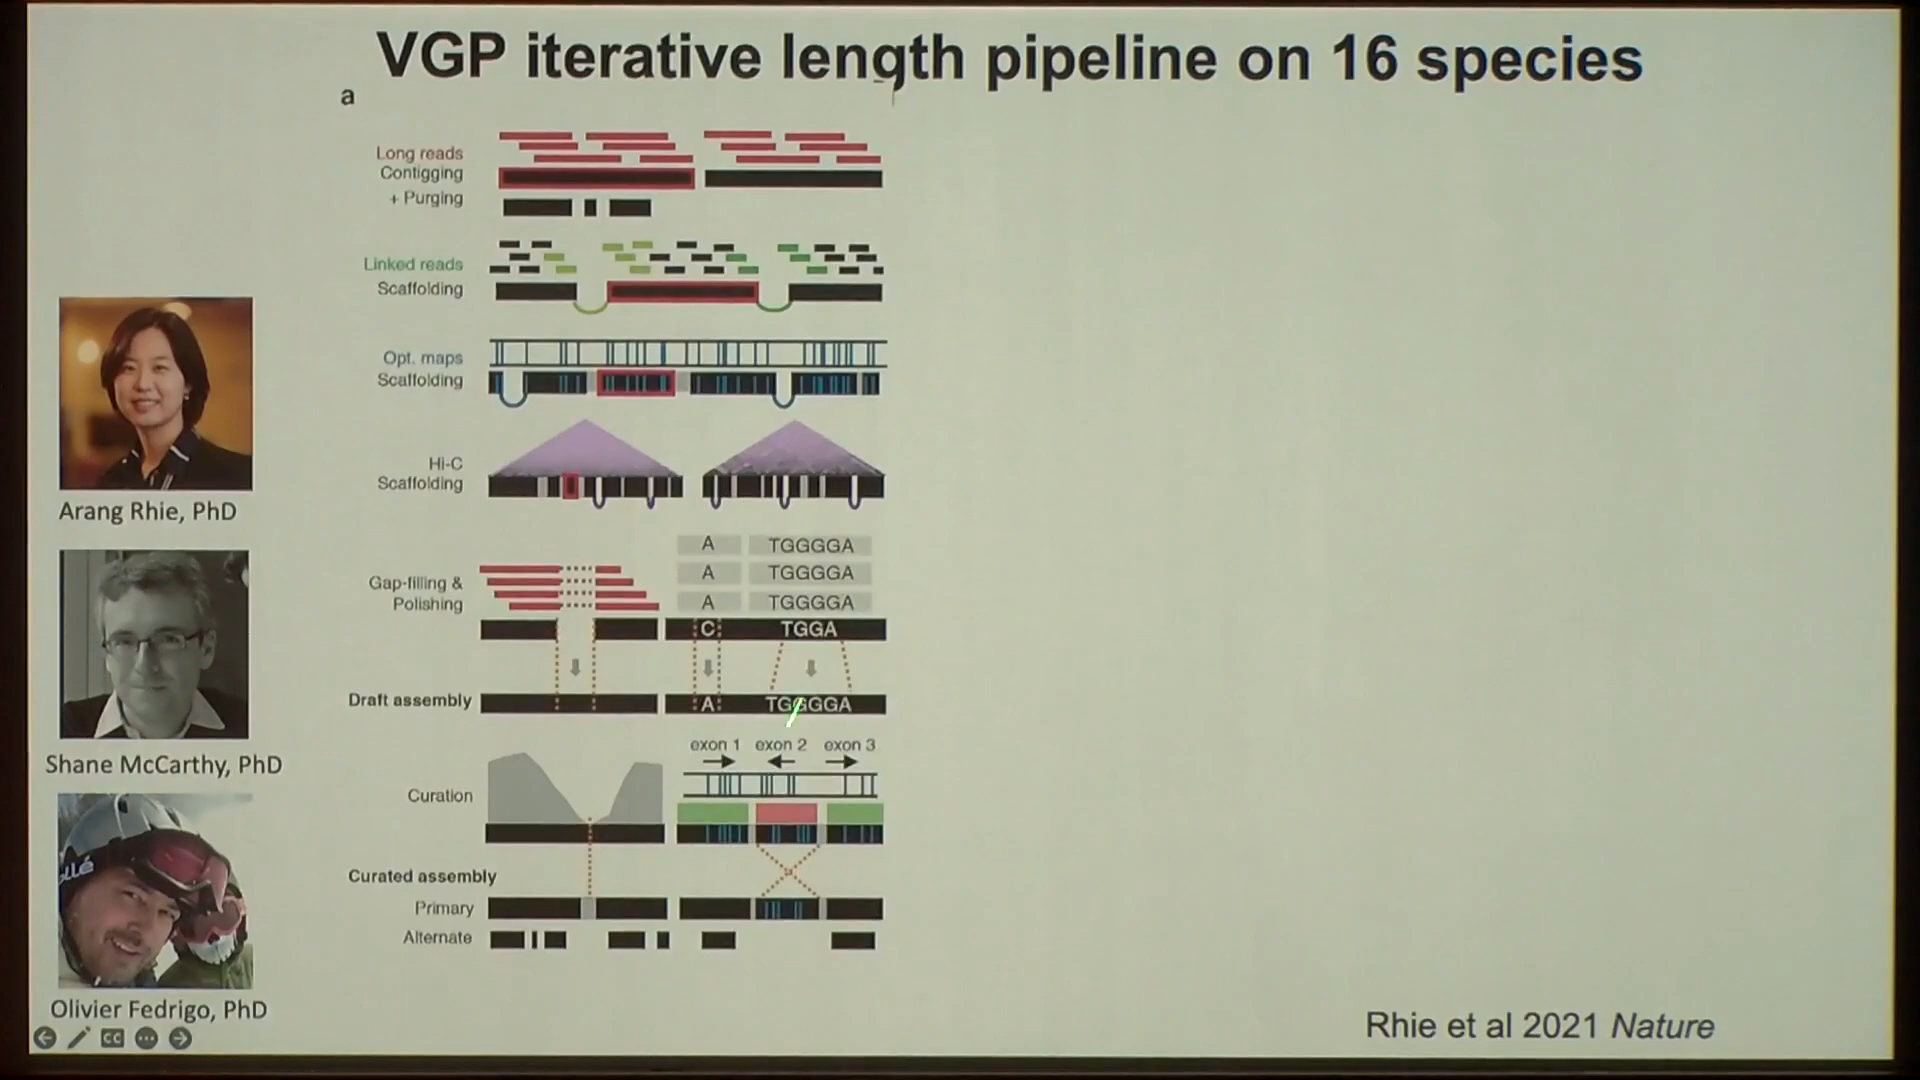 VGP iterative length pipeline on 16 species
a
Long reads
Contigging
+ Purging
Linked reads
Scaffolding
Opt. maps
Scaffolding
Hi-C
Scaffolding
A TGGGGA
A TGGGGA
A TGGGGA
Gap-filling &
Polishing
C TGGA
Draft assembly
A TGGGGA
exon 1 exon 2 exon 3
Curation
Curated assembly
Primary
Alternate
Arang Rhie, PhD
Shane McCarthy, PhD
Olivier Fedrigo, PhD
CC
Rhie et al 2021 Nature